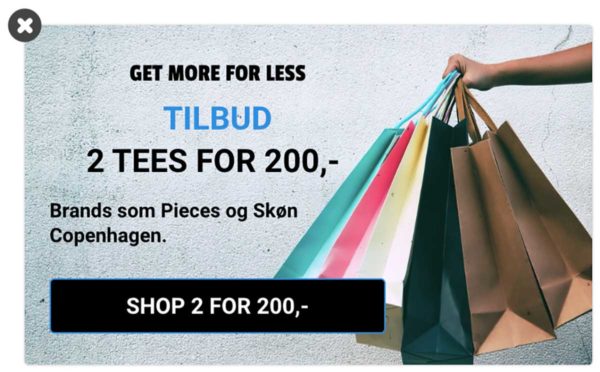 GET MORE FOR LESS
TILBUD
2 TEES FOR 200,-
Brands som Pieces og Skøn
Copenhagen.
SHOP 2 FOR 200,-